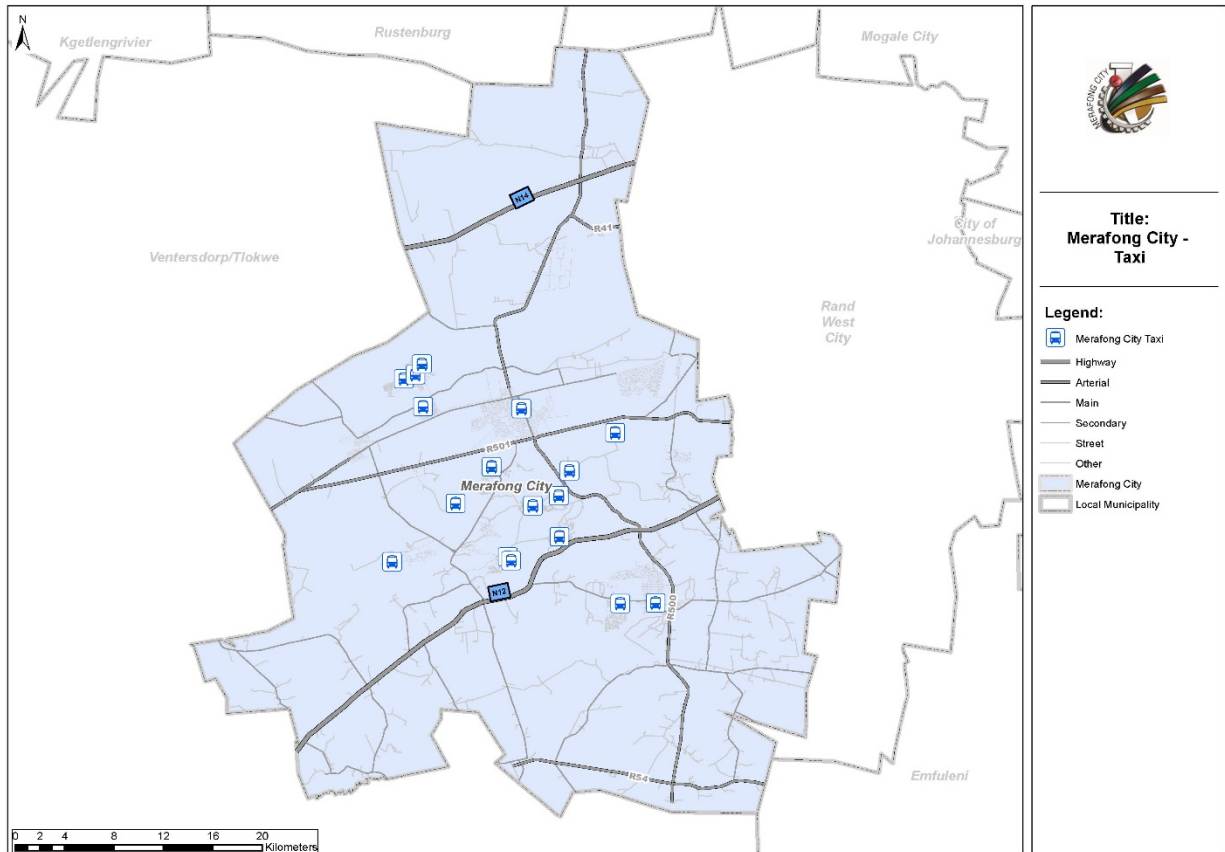 N
Kgetlengrivier
Rustenburg
Mogale City
City of
Johannesburg
Ventersdorp/Tlokwe
Rand
West
City
Emfuleni
N14
R41
R501
Merafong City
N12
R500
R54
0 2 4 8 12 16 20
Kilometers
MERAFONG CITY
Title:
Merafong City -
Taxi
Legend:
Merafong City Taxi
Highway
Arterial
Main
Secondary
Street
Other
Merafong City
Local Municipality